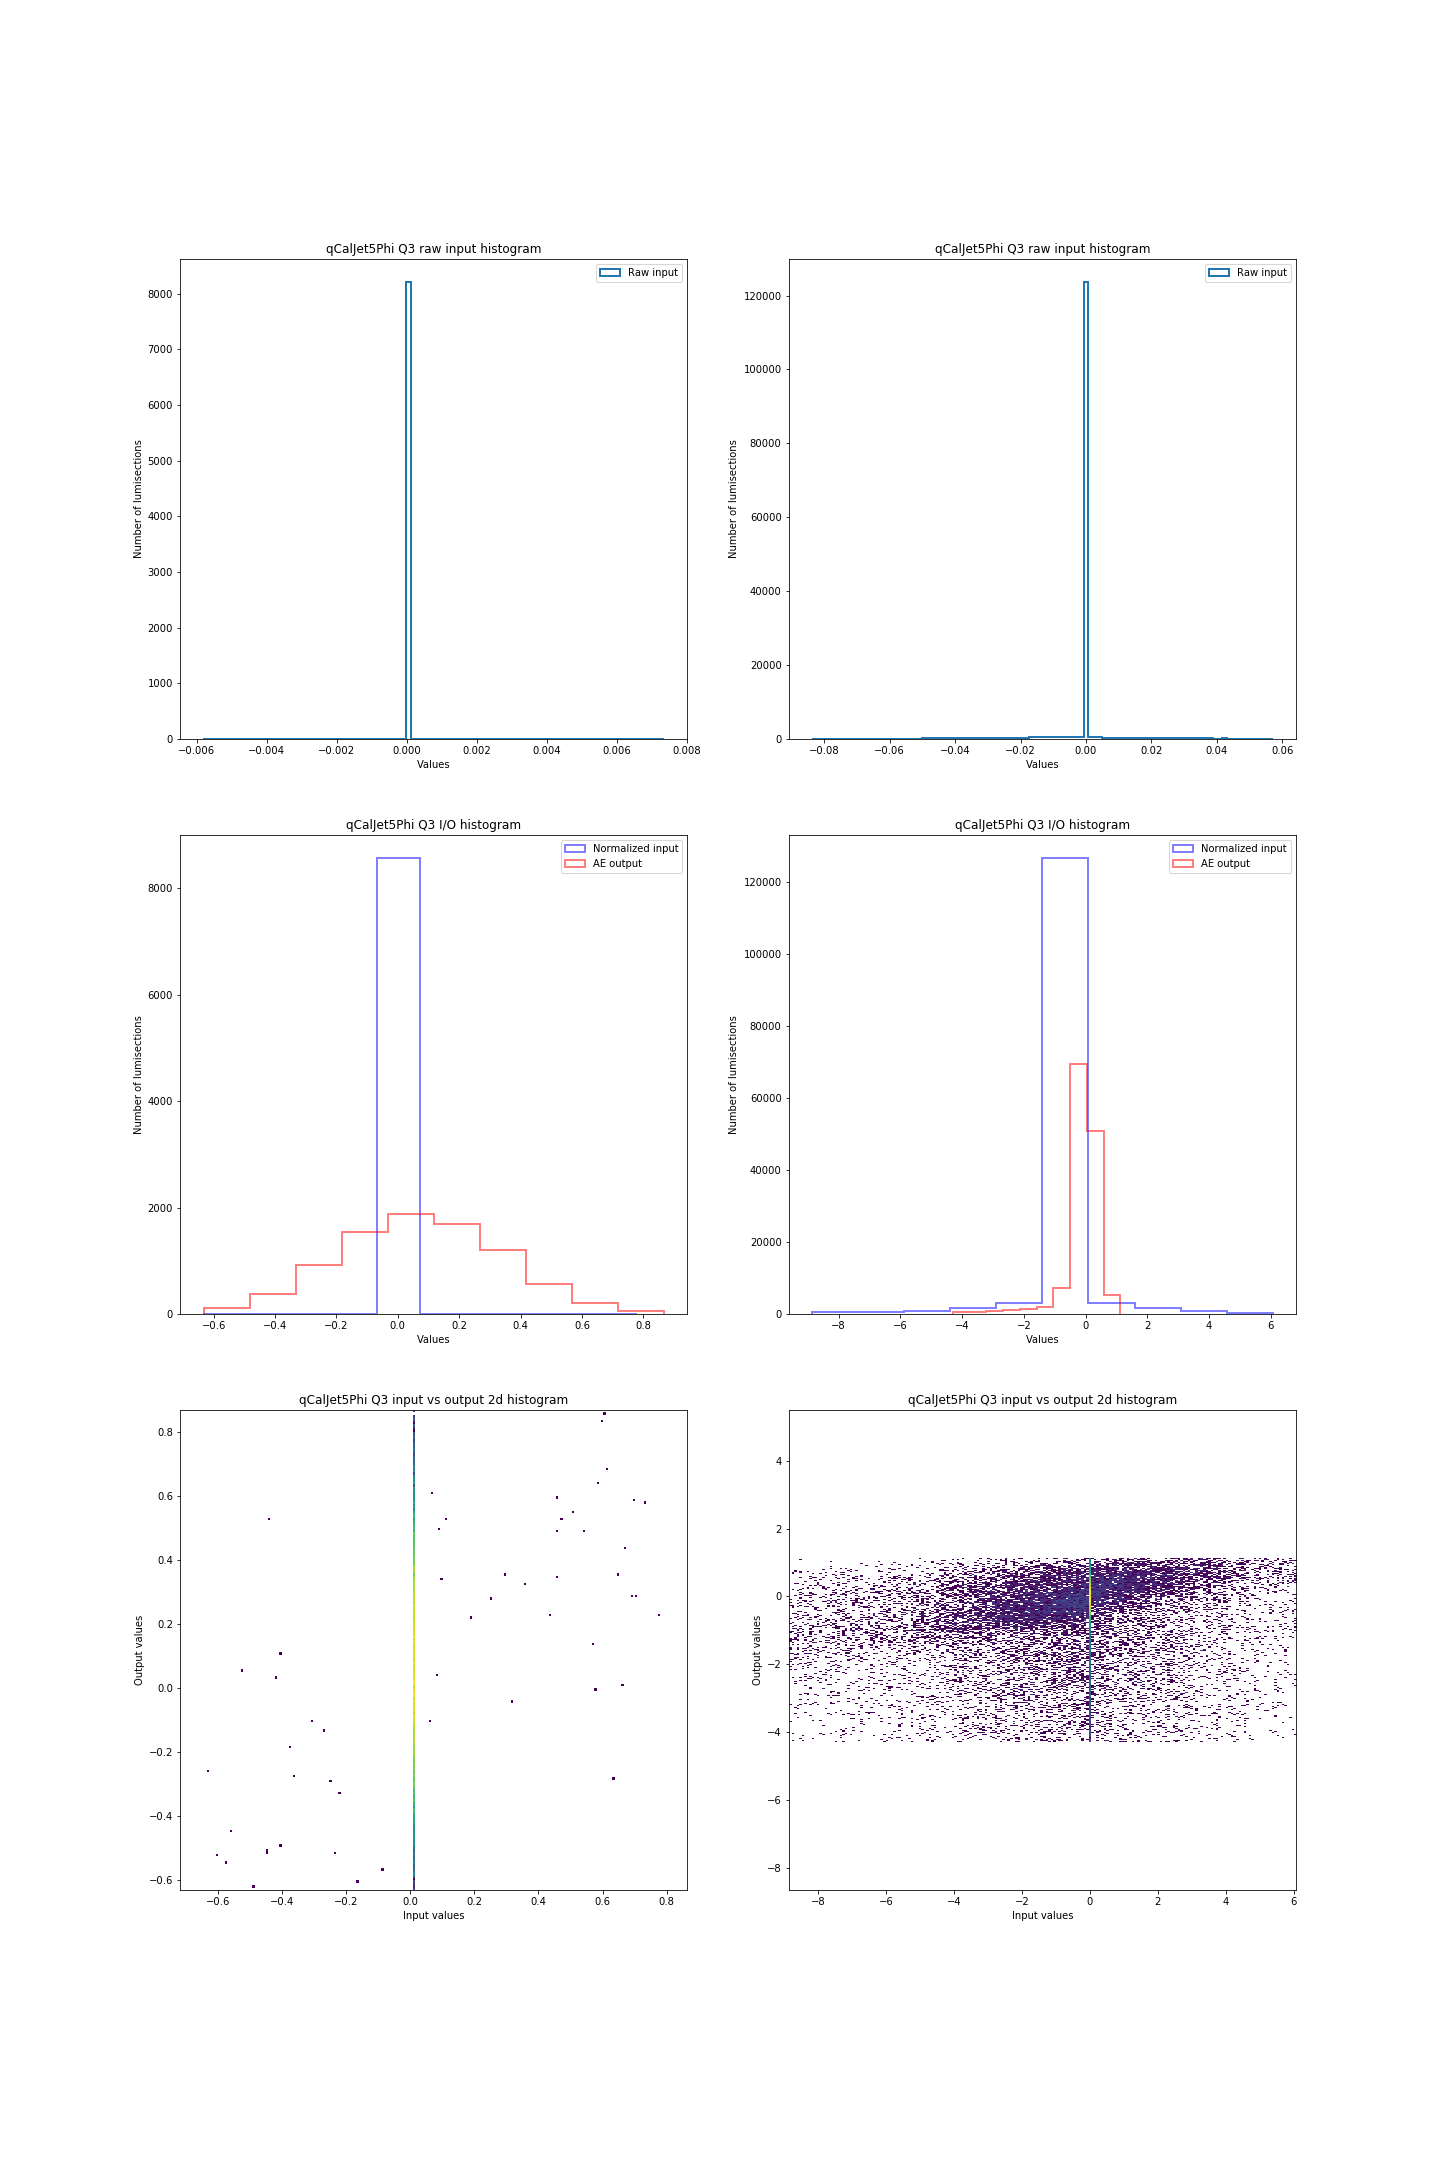 qCalJet5Phi Q3 raw input histogram
Raw input
8000
7000
6000
5000
4000
3000
2000
1000
0
Number of lumisections
−0.006 −0.004 −0.002 0.000 0.002 0.004 0.006 0.008
Values
qCalJet5Phi Q3 raw input histogram
Raw input
120000
100000
80000
60000
40000
20000
0
Number of lumisections
−0.08 −0.06 −0.04 −0.02 0.00 0.02 0.04 0.06
Values
qCalJet5Phi Q3 I/O histogram
Normalized input
AE output
8000
6000
4000
2000
0
Number of lumisections
−0.6 −0.4 −0.2 0.0 0.2 0.4 0.6 0.8
Values
qCalJet5Phi Q3 I/O histogram
Normalized input
AE output
120000
100000
80000
60000
40000
20000
0
Number of lumisections
−8 −6 −4 −2 0 2 4 6
Values
qCalJet5Phi Q3 input vs output 2d histogram
0.8
0.6
0.4
0.2
0.0
−0.2
−0.4
−0.6
Output values
−0.6 −0.4 −0.2 0.0 0.2 0.4 0.6 0.8
Input values
qCalJet5Phi Q3 input vs output 2d histogram
4
2
0
−2
−4
−6
−8
Output values
−8 −6 −4 −2 0 2 4 6
Input values